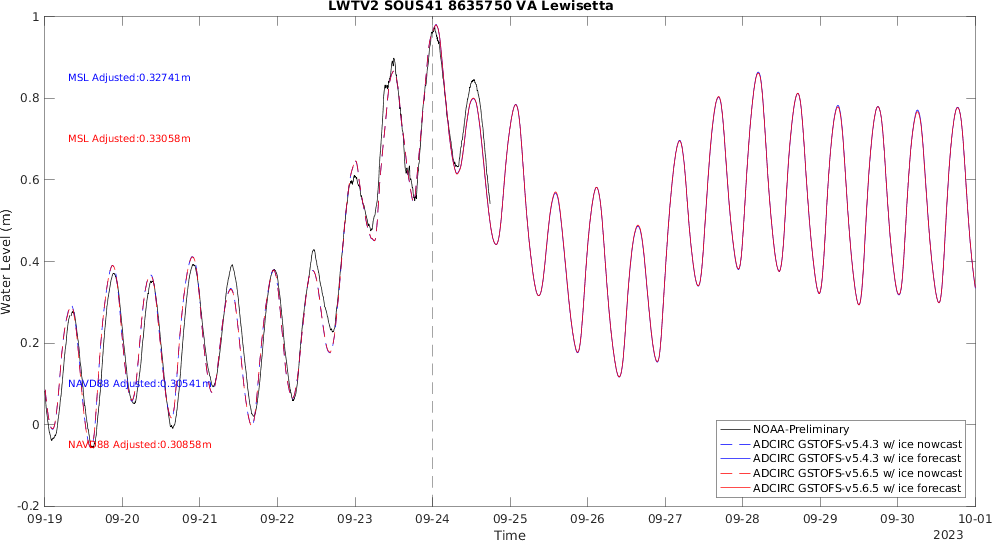 LWTV2 SOUS41 8635750 VA Lewisetta
1
0.8
0.6
0.4
0.2
0
-0.2
Water Level (m)
MSL Adjusted:0.32741m
MSL Adjusted:0.33058m
NAVD88 Adjusted:0.30541m
NAVD88 Adjusted:0.30858m
NOAA-Preliminary
ADCIRC GSTOFS-v5.4.3 w/ ice nowcast
ADCIRC GSTOFS-v5.4.3 w/ ice forecast
ADCIRC GSTOFS-v5.6.5 w/ ice nowcast
ADCIRC GSTOFS-v5.6.5 w/ ice forecast
09-19 09-20 09-21 09-22 09-23 09-24 09-25 09-26 09-27 09-28 09-29 09-30 10-01
Time
2023